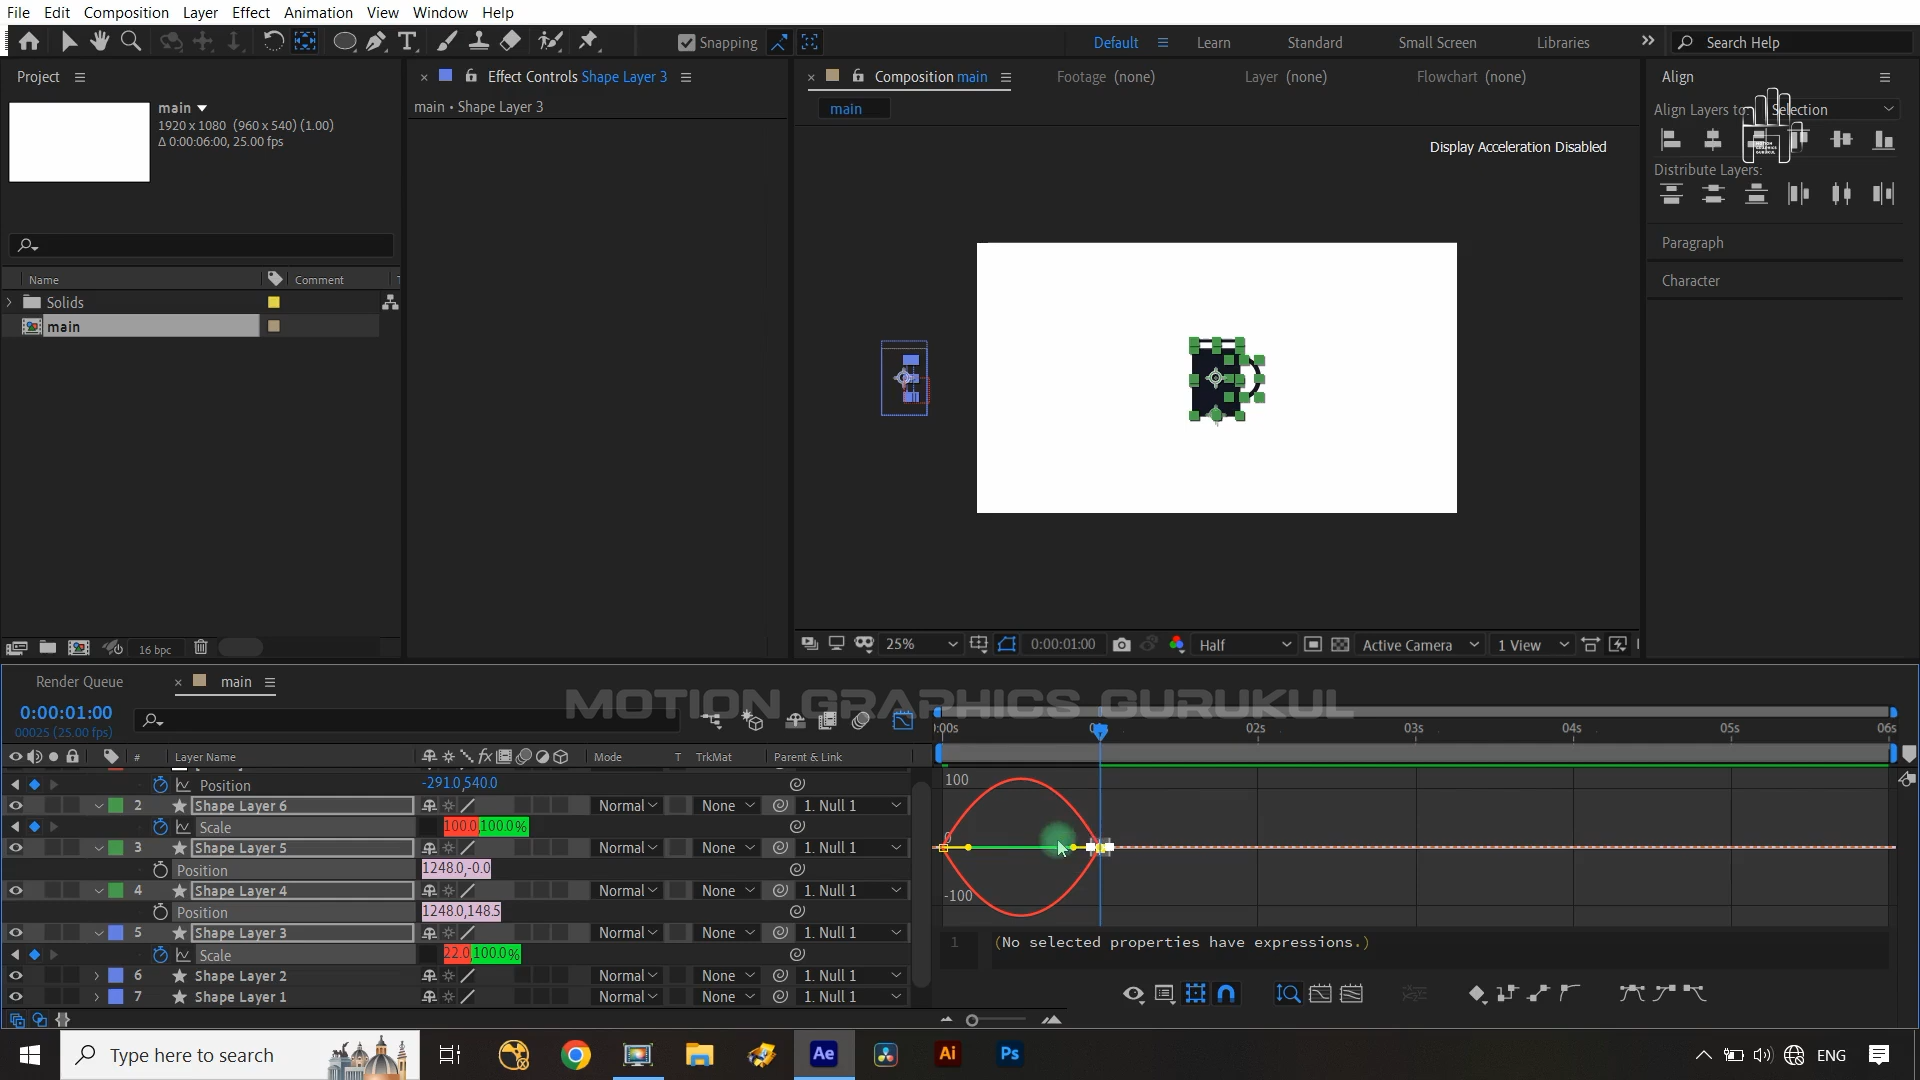 File Edit Composition Layer Effect Animation View Window Help
Snapping
Default Learn Standard Small Screen Libraries Search Help
Project
main
1920 x 1080 (960 x 540) (1.00)
Δ 0:00:06:00, 25.00 fps
Name Comment
Solids
main
16 bpc
Effect Controls Shape Layer 3
main • Shape Layer 3
Composition main Footage (none) Layer (none) Flowchart (none)
main
Display Acceleration Disabled
25% 0:00:01:00 Half Active Camera 1 View
Align
Align Layers to: Selection
Distribute Layers:
Paragraph
Character
Render Queue main
MOTION GRAPHICS GURUKUL
0:00:01:00
00025 (25.00 fps)
# Layer Name Mode T TrkMat Parent & Link
Position -291.0,540.0
2 Shape Layer 6 Normal None 1. Null 1
Scale 100.0,100.0%
3 Shape Layer 5 Normal None 1. Null 1
Position 1248.0,-0.0
4 Shape Layer 4 Normal None 1. Null 1
Position 1248.0,148.5
5 Shape Layer 3 Normal None 1. Null 1
Scale 22.0,100.0%
6 Shape Layer 2 Normal None 1. Null 1
7 Shape Layer 1 Normal None 1. Null 1
:00s 02s 03s 04s 05s 06s
100
0
-100
1 (No selected properties have expressions.)
Type here to search
Ae Ai Ps
ENG